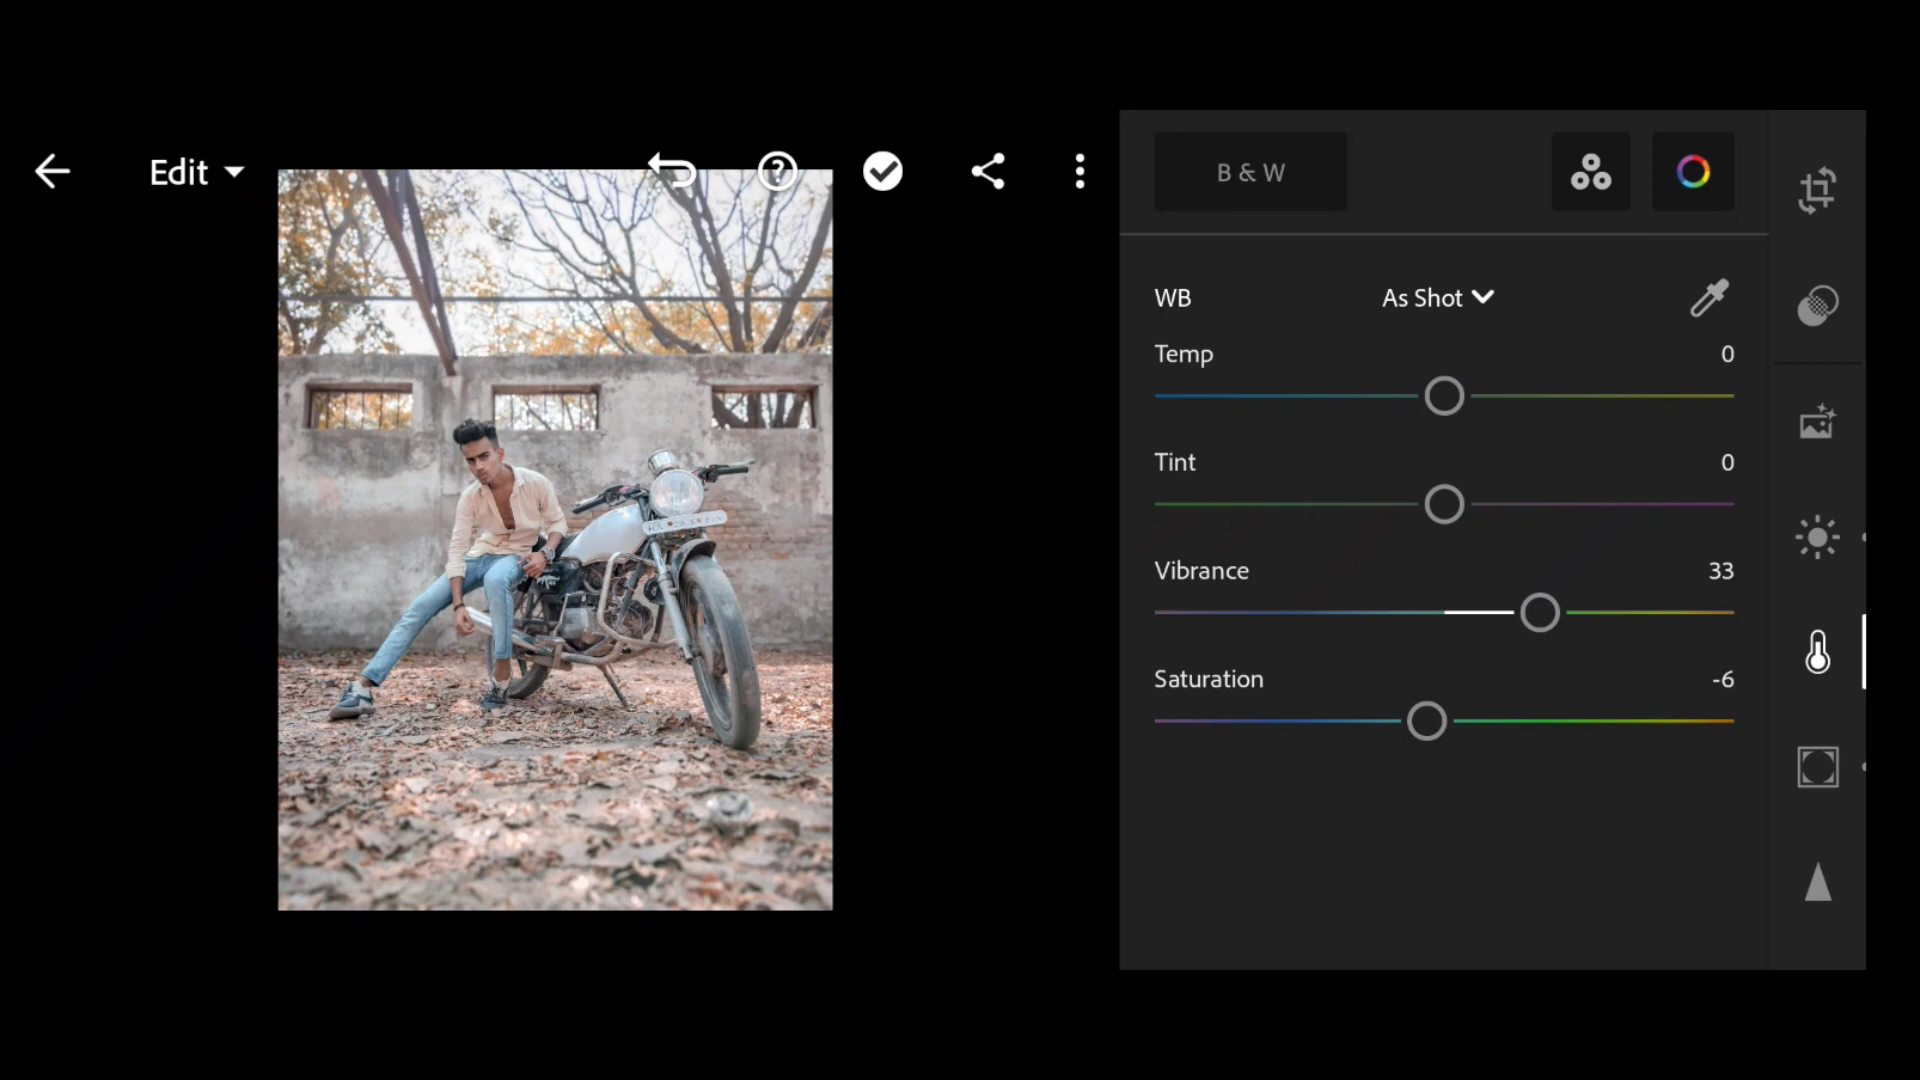 Edit
B & W
WB As Shot
Temp 0
Tint 0
Vibrance 33
Saturation -6